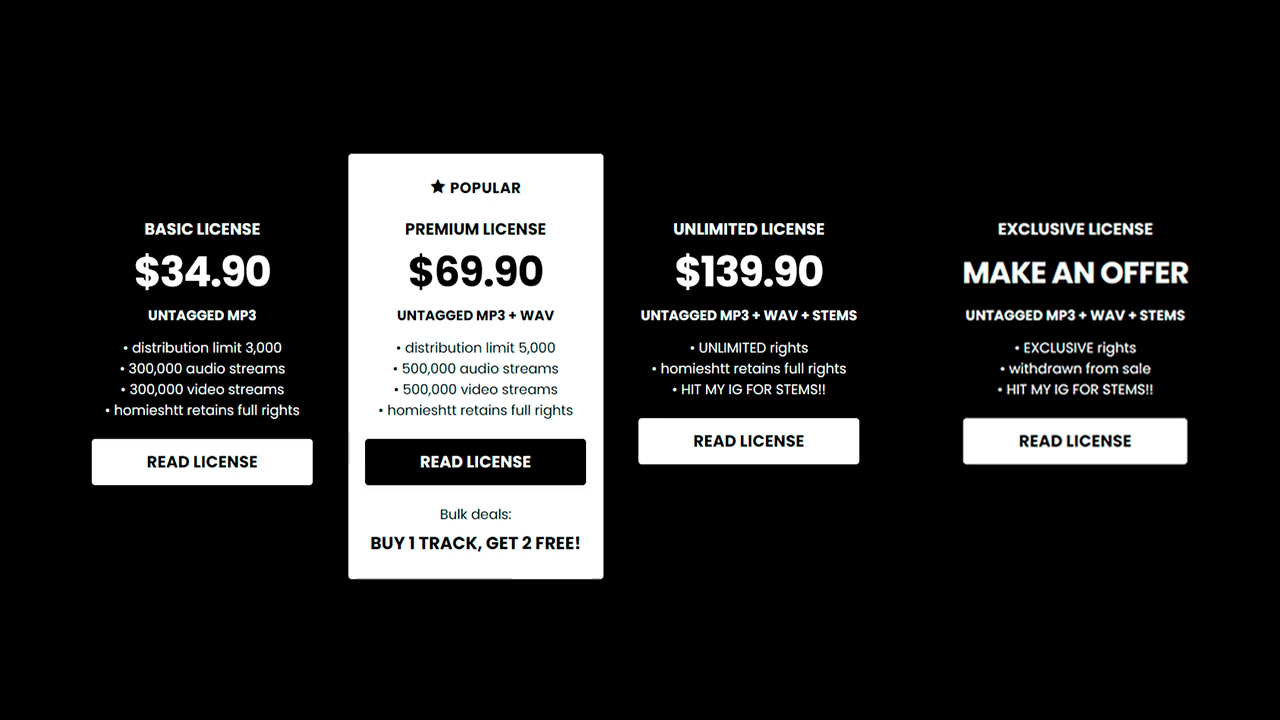 BASIC LICENSE
$34.90
UNTAGGED MP3
• distribution limit 3,000
• 300,000 audio streams
• 300,000 video streams
• homieshtt retains full rights
READ LICENSE
★ POPULAR
PREMIUM LICENSE
$69.90
UNTAGGED MP3 + WAV
• distribution limit 5,000
• 500,000 audio streams
• 500,000 video streams
• homieshtt retains full rights
READ LICENSE
Bulk deals:
BUY 1 TRACK, GET 2 FREE!
UNLIMITED LICENSE
$139.90
UNTAGGED MP3 + WAV + STEMS
• UNLIMITED rights
• homieshtt retains full rights
• HIT MY IG FOR STEMS!!
READ LICENSE
EXCLUSIVE LICENSE
MAKE AN OFFER
UNTAGGED MP3 + WAV + STEMS
• EXCLUSIVE rights
• withdrawn from sale
• HIT MY IG FOR STEMS!!
READ LICENSE